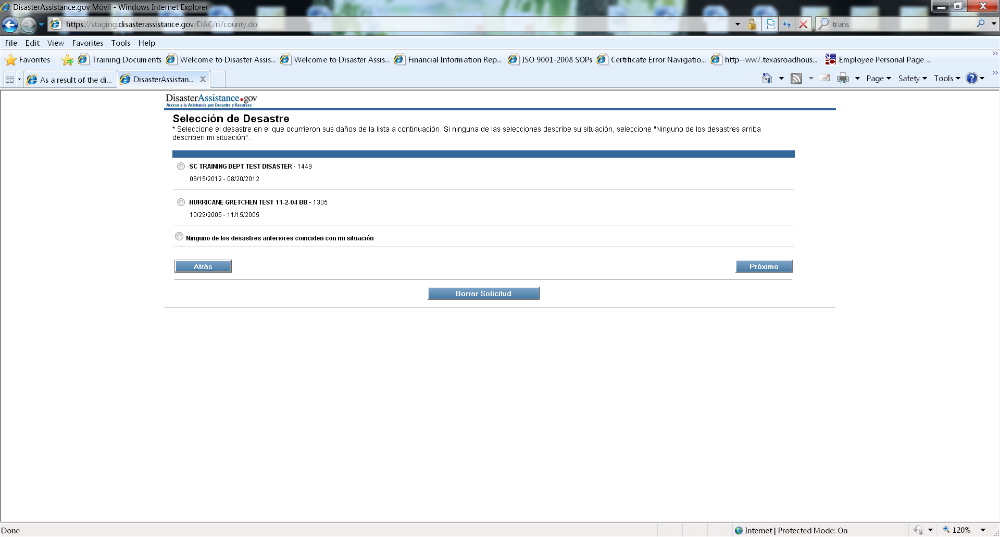 DisasterAssistance.gov Móvil - Windows Internet Explorer
https://staging.disasterassistance.gov/DAC/ri/county.do
trans
File Edit View Favorites Tools Help
Favorites Training Documents Welcome to Disaster Assis... Welcome to Disaster Assis... Financial Information Rep... ISO 9001-2008 SOPs Certificate Error Navigatio... http--ww7.texasroadhous... Employee Personal Page ...
As a result of the di... DisasterAssistan... Page Safety Tools
DisasterAssistance.gov
Acceso a la Asistencia por Desastre y Recursos
Selección de Desastre
* Seleccione el desastre en el que ocurrieron sus daños de la lista a continuación. Si ninguna de las selecciones describe su situación, seleccione "Ninguno de los desastres arriba
describen mi situación".
SC TRAINING DEPT TEST DISASTER - 1449
08/15/2012 - 08/20/2012
HURRICANE GRETCHEN TEST 11-2-04 BB - 1305
10/29/2005 - 11/15/2005
Ninguno de los desastres anteriores coinciden con mi situación
Atrás Próximo
Borrar Solicitud
Done Internet | Protected Mode: On 120%